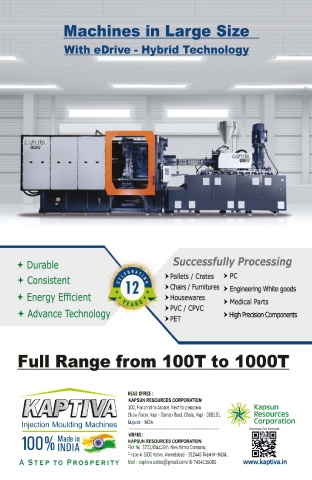 Machines in Large Size
With eDrive - Hybrid Technology
KAPTIVA
Durable
Consistent
Energy Efficient
Advance Technology
CELEBRATING
12
YEARS
Successfully Processing
Pallets / Crates
Chairs / Furnitures
Housewares
PVC / CPVC
PET
PC
Engineering White goods
Medical Parts
High Precision Components
Full Range from 100T to 1000T
KAPTIVA
Injection Moulding Machines
100% Made in INDIA
A Step to Prosperity
HEAD OFFICE :
KAPSUN RESOURCES CORPORATION
Gujarat - INDIA
WORKS:
KAPSUN RESOURCES CORPORATION
Kapsun
Resources
Corporation
www.kaptiva.in